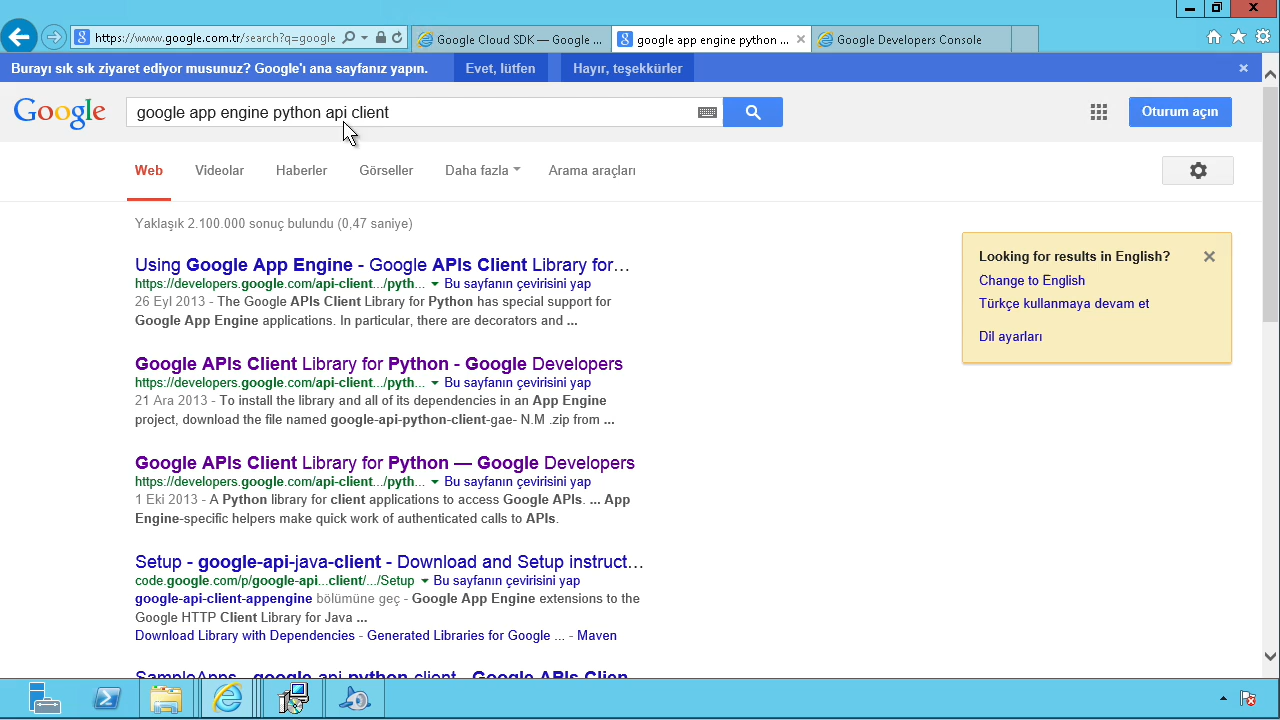 https://www.google.com.tr/search?q=google
Google Cloud SDK — Google ...
google app engine python ...
Google Developers Console
Burayı sık sık ziyaret ediyor musunuz? Google'ı ana sayfanız yapın.
Evet, lütfen
Hayır, teşekkürler
Google
google app engine python api client
Oturum açın
Web
Videolar
Haberler
Görseller
Daha fazla
Arama araçları
Yaklaşık 2.100.000 sonuç bulundu (0,47 saniye)
Using Google App Engine - Google APIs Client Library for...
https://developers.google.com/api-client.../pyth... Bu sayfanın çevirisini yap
26 Eyl 2013 - The Google APIs Client Library for Python has special support for
Google App Engine applications. In particular, there are decorators and ...
Google APIs Client Library for Python - Google Developers
https://developers.google.com/api-client.../pyth... Bu sayfanın çevirisini yap
21 Ara 2013 - To install the library and all of its dependencies in an App Engine
project, download the file named google-api-python-client-gae- N.M .zip from ...
Google APIs Client Library for Python — Google Developers
https://developers.google.com/api-client.../pyth... Bu sayfanın çevirisini yap
1 Eki 2013 - A Python library for client applications to access Google APIs. ... App
Engine-specific helpers make quick work of authenticated calls to APIs.
Setup - google-api-java-client - Download and Setup instruct...
code.google.com/p/google-api...client/.../Setup Bu sayfanın çevirisini yap
google-api-client-appengine bölümüne geç - Google App Engine extensions to the
Google HTTP Client Library for Java ...
Download Library with Dependencies - Generated Libraries for Google ... - Maven
SampleApps - google-api-python-client - Google APIs Clien...
Looking for results in English?
Change to English
Türkçe kullanmaya devam et
Dil ayarları